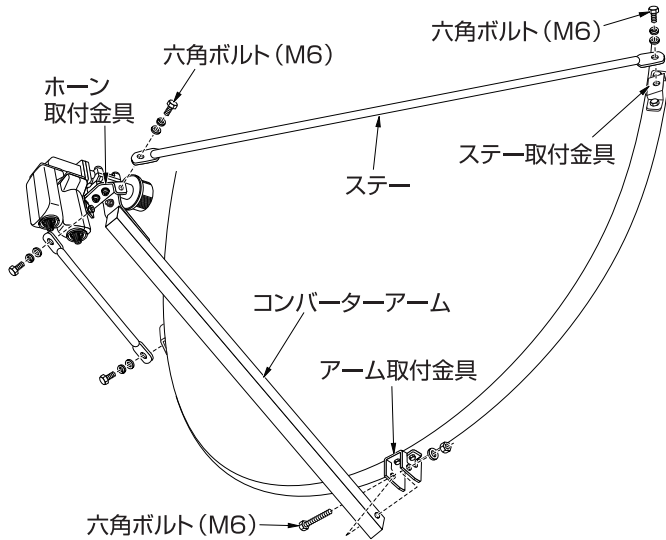 六角ボルト（M6）
六角ボルト（M6）
ホーン
取付金具
ステー取付金具
ステー
コンバーターアーム
アーム取付金具
六角ボルト（M6）